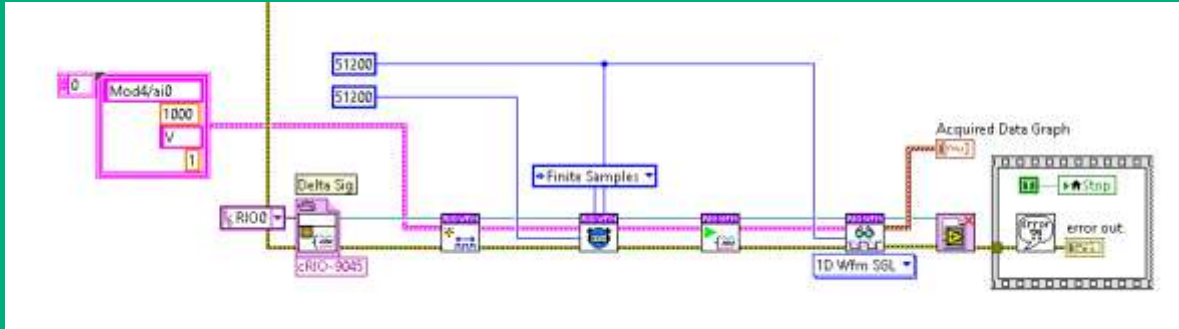 51200
0
Mod4/ai0
51200
1000
V
Acquired Data Graph
1
Finite Samples
Delta Sig
Stop
RIO0
Error
error out
cRIO-9045
1D Wfm SGL